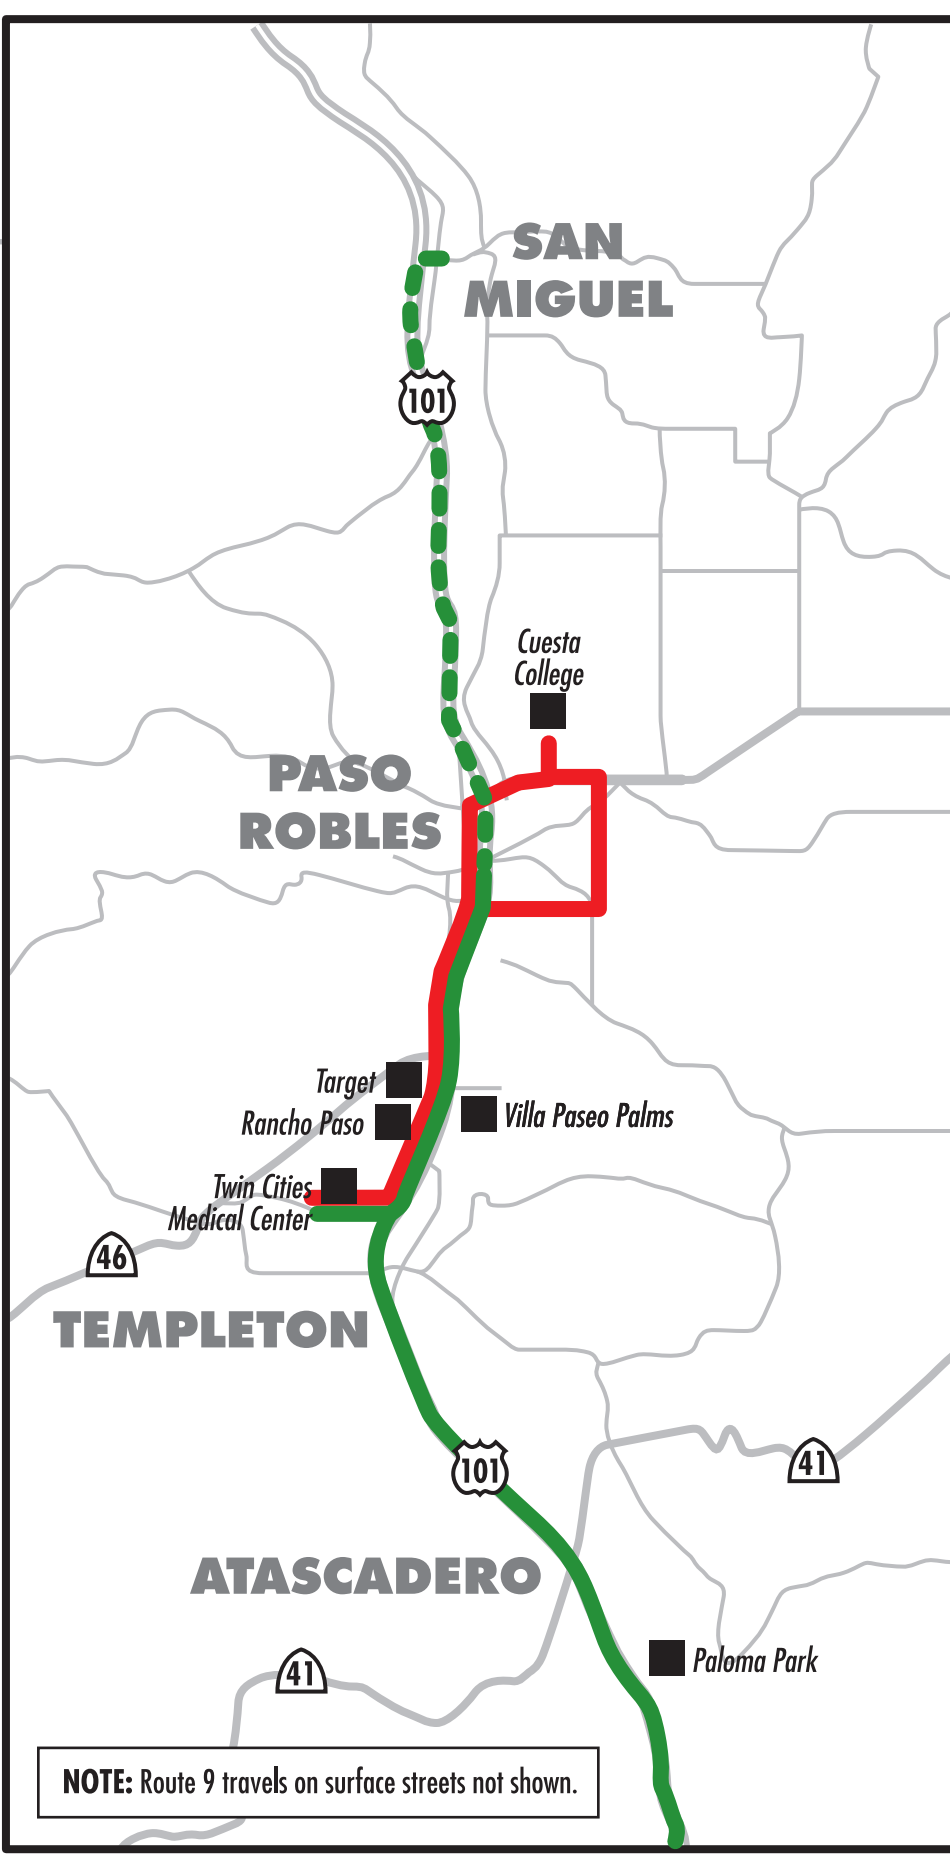 SAN
MIGUEL
101
Cuesta
College
PASO
ROBLES
Target
Rancho Paso
Villa Paseo Palms
Twin Cities
Medical Center
46
TEMPLETON
101
41
ATASCADERO
Paloma Park
41
NOTE: Route 9 travels on surface streets not shown.